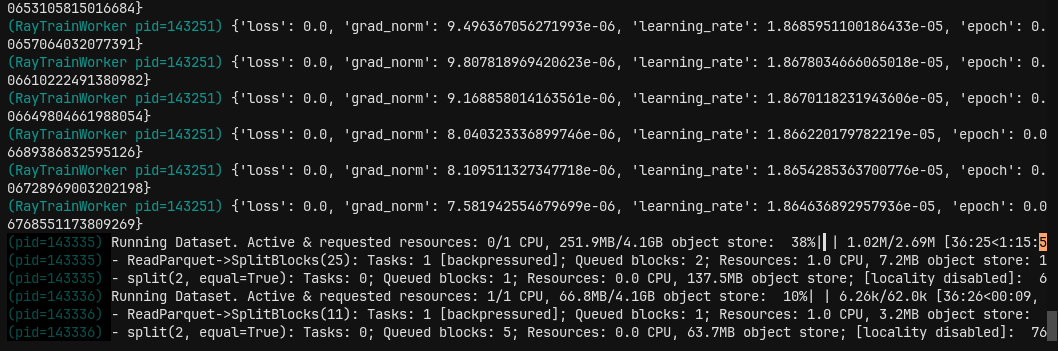 0653105815016684}
(RayTrainWorker pid=143251) {'loss': 0.0, 'grad_norm': 9.496367056271993e-06, 'learning_rate': 1.8685951100186433e-05, 'epoch': 0.
0657064032077391}
(RayTrainWorker pid=143251) {'loss': 0.0, 'grad_norm': 9.807818969420623e-06, 'learning_rate': 1.8678034666065018e-05, 'epoch': 0.
06610222491380982}
(RayTrainWorker pid=143251) {'loss': 0.0, 'grad_norm': 9.168858014163561e-06, 'learning_rate': 1.8670118231943606e-05, 'epoch': 0.
06649804661988054}
(RayTrainWorker pid=143251) {'loss': 0.0, 'grad_norm': 8.040323336899746e-06, 'learning_rate': 1.866220179782219e-05, 'epoch': 0.0
6689386832595126}
(RayTrainWorker pid=143251) {'loss': 0.0, 'grad_norm': 8.109511327347718e-06, 'learning_rate': 1.8654285363700776e-05, 'epoch': 0.
06728969003202198}
(RayTrainWorker pid=143251) {'loss': 0.0, 'grad_norm': 7.581942554679699e-06, 'learning_rate': 1.864636892957936e-05, 'epoch': 0.0
6768551173809269}
(pid=143335) Running Dataset. Active & requested resources: 0/1 CPU, 251.9MB/4.1GB object store:  38%|▍| 1.02M/2.69M [36:25<1:15:5
(pid=143335) - ReadParquet->SplitBlocks(25): Tasks: 1 [backpressured]; Queued blocks: 2; Resources: 1.0 CPU, 7.2MB object store: 1
(pid=143335) - split(2, equal=True): Tasks: 0; Queued blocks: 1; Resources: 0.0 CPU, 137.5MB object store; [locality disabled]:  6
(pid=143336) Running Dataset. Active & requested resources: 1/1 CPU, 66.8MB/4.1GB object store:  10%| | 6.26k/62.0k [36:26<00:09,
(pid=143336) - ReadParquet->SplitBlocks(11): Tasks: 1 [backpressured]; Queued blocks: 1; Resources: 1.0 CPU, 3.2MB object store:
(pid=143336) - split(2, equal=True): Tasks: 0; Queued blocks: 5; Resources: 0.0 CPU, 63.7MB object store; [locality disabled]:  76